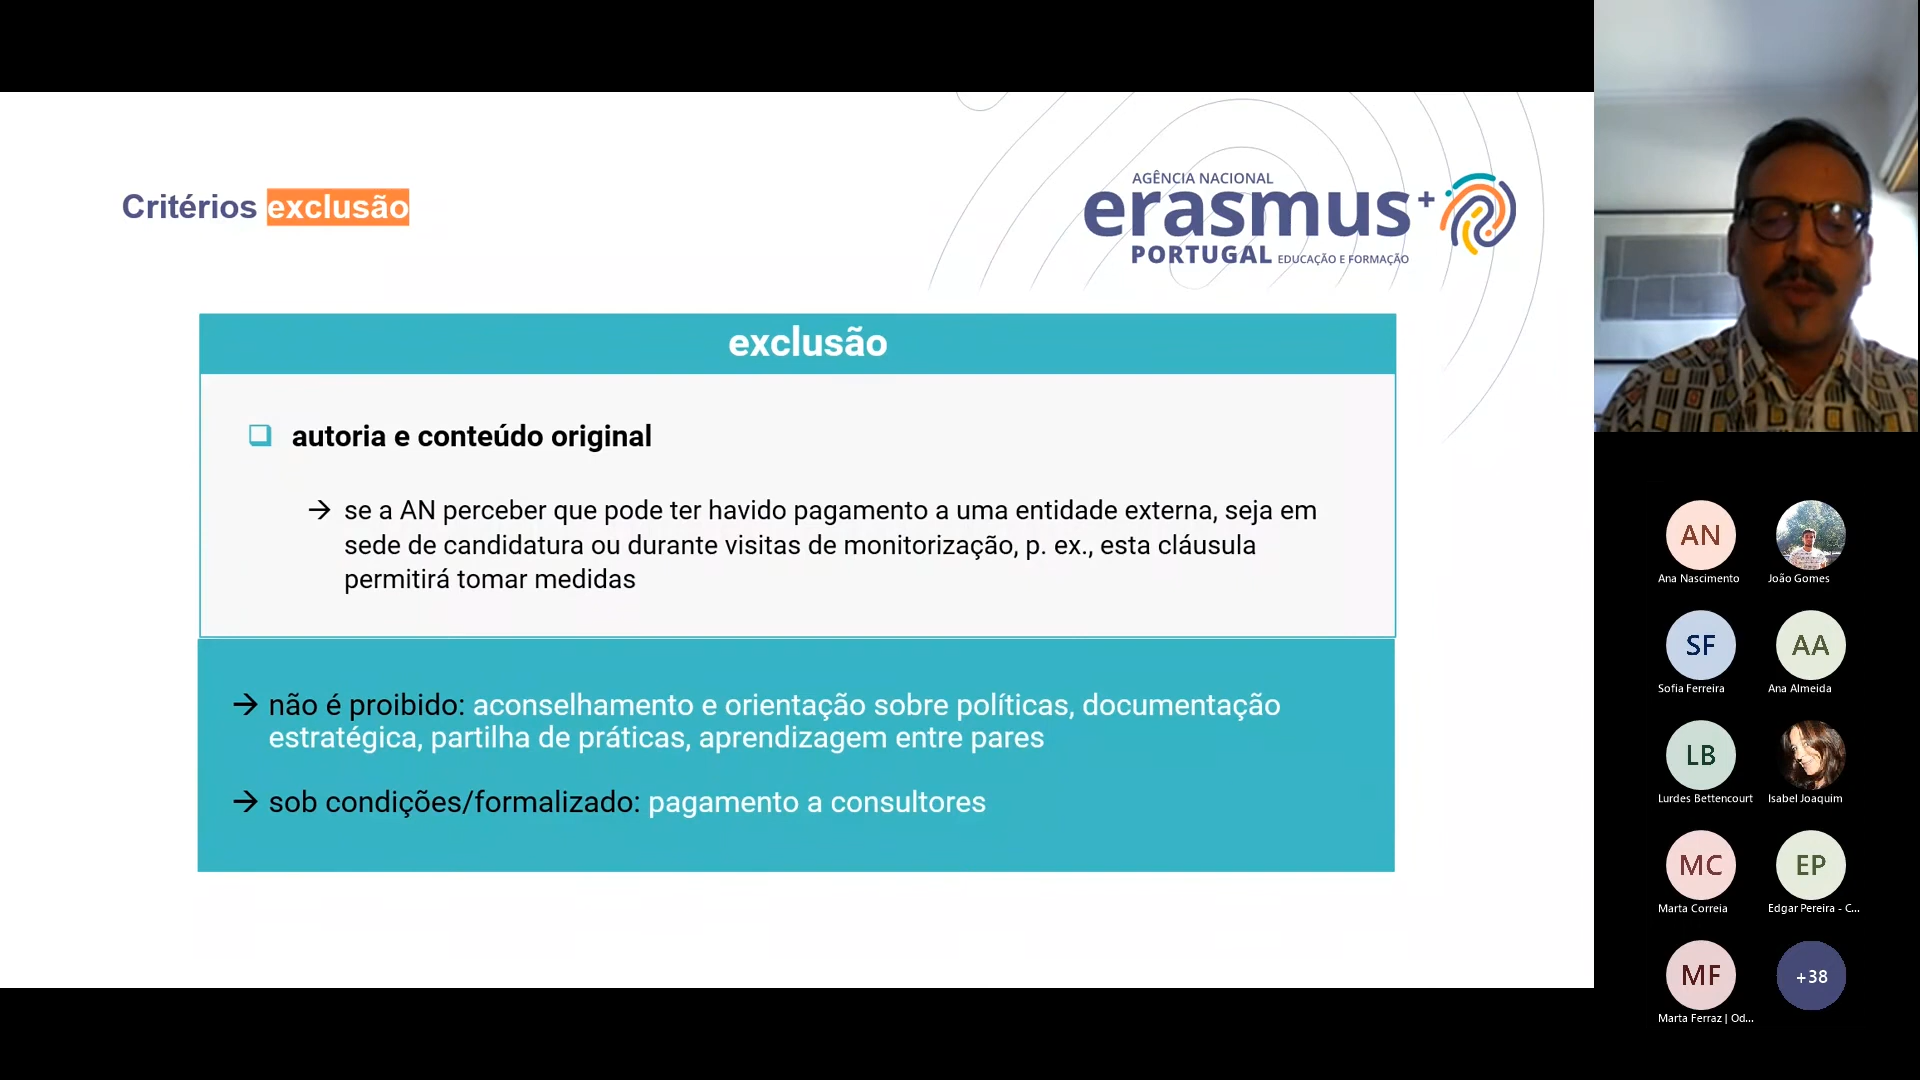 Critérios exclusão
AGÊNCIA NACIONAL
erasmus+
PORTUGAL EDUCAÇÃO E FORMAÇÃO
exclusão
autoria e conteúdo original
→ se a AN perceber que pode ter havido pagamento a uma entidade externa, seja em
sede de candidatura ou durante visitas de monitorização, p. ex., esta cláusula
permitirá tomar medidas
→ não é proibido: aconselhamento e orientação sobre políticas, documentação
estratégica, partilha de práticas, aprendizagem entre pares
→ sob condições/formalizado: pagamento a consultores
AN
Ana Nascimento
João Gomes
SF
Sofia Ferreira
AA
Ana Almeida
LB
Lurdes Bettencourt
Isabel Joaquim
MC
Marta Correia
EP
Edgar Pereira - C...
MF
Marta Ferraz | Od...
+38